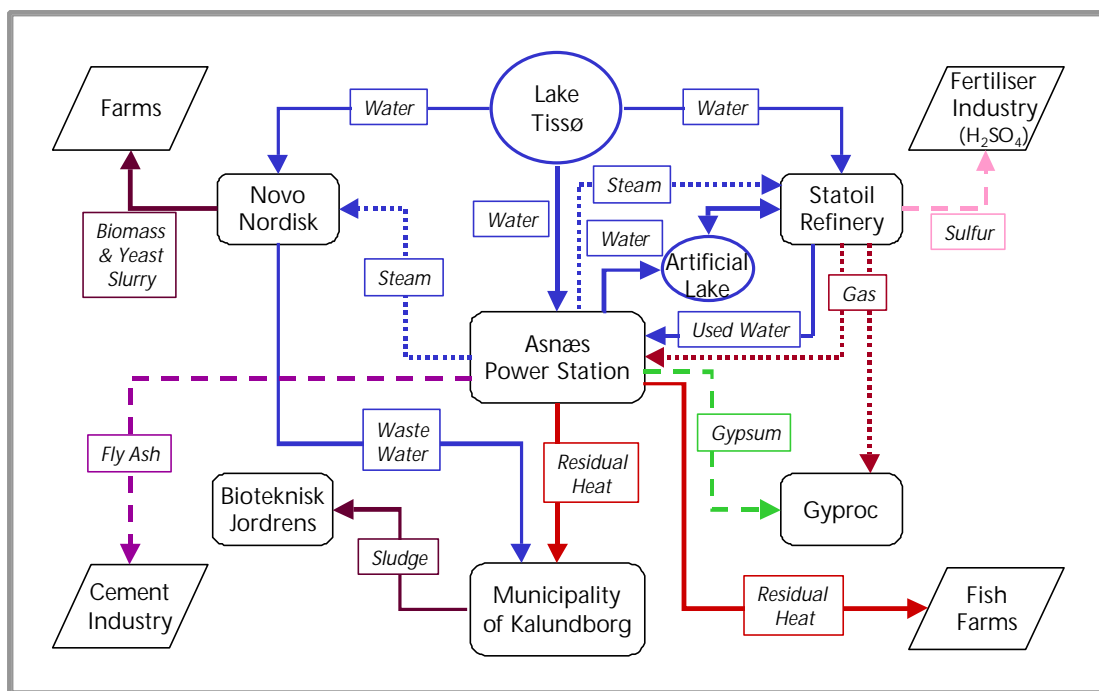 Farms
Water
Lake
Tissø
Water
Fertiliser
Industry
(H₂SO₄)
Novo
Nordisk
Steam
Statoil
Refinery
Biomass
& Yeast
Slurry
Water
Water
Sulfur
Steam
Artificial
Lake
Gas
Asnæs
Power Station
Used Water
Fly Ash
Waste
Water
Residual
Heat
Gypsum
Bioteknisk
Jordrens
Gyproc
Sludge
Cement
Industry
Municipality
of Kalundborg
Residual
Heat
Fish
Farms